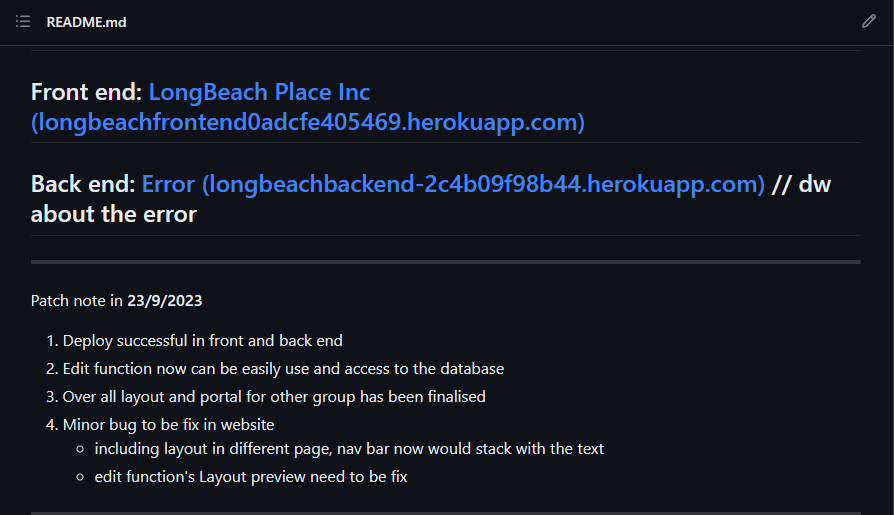 README.md
Front end: LongBeach Place Inc
(longbeachfrontend0adcfe405469.herokuapp.com)
Back end: Error (longbeachbackend-2c4b09f98b44.herokuapp.com) // dw
about the error
Patch note in 23/9/2023
1. Deploy successful in front and back end
2. Edit function now can be easily use and access to the database
3. Over all layout and portal for other group has been finalised
4. Minor bug to be fix in website
including layout in different page, nav bar now would stack with the text
edit function's Layout preview need to be fix